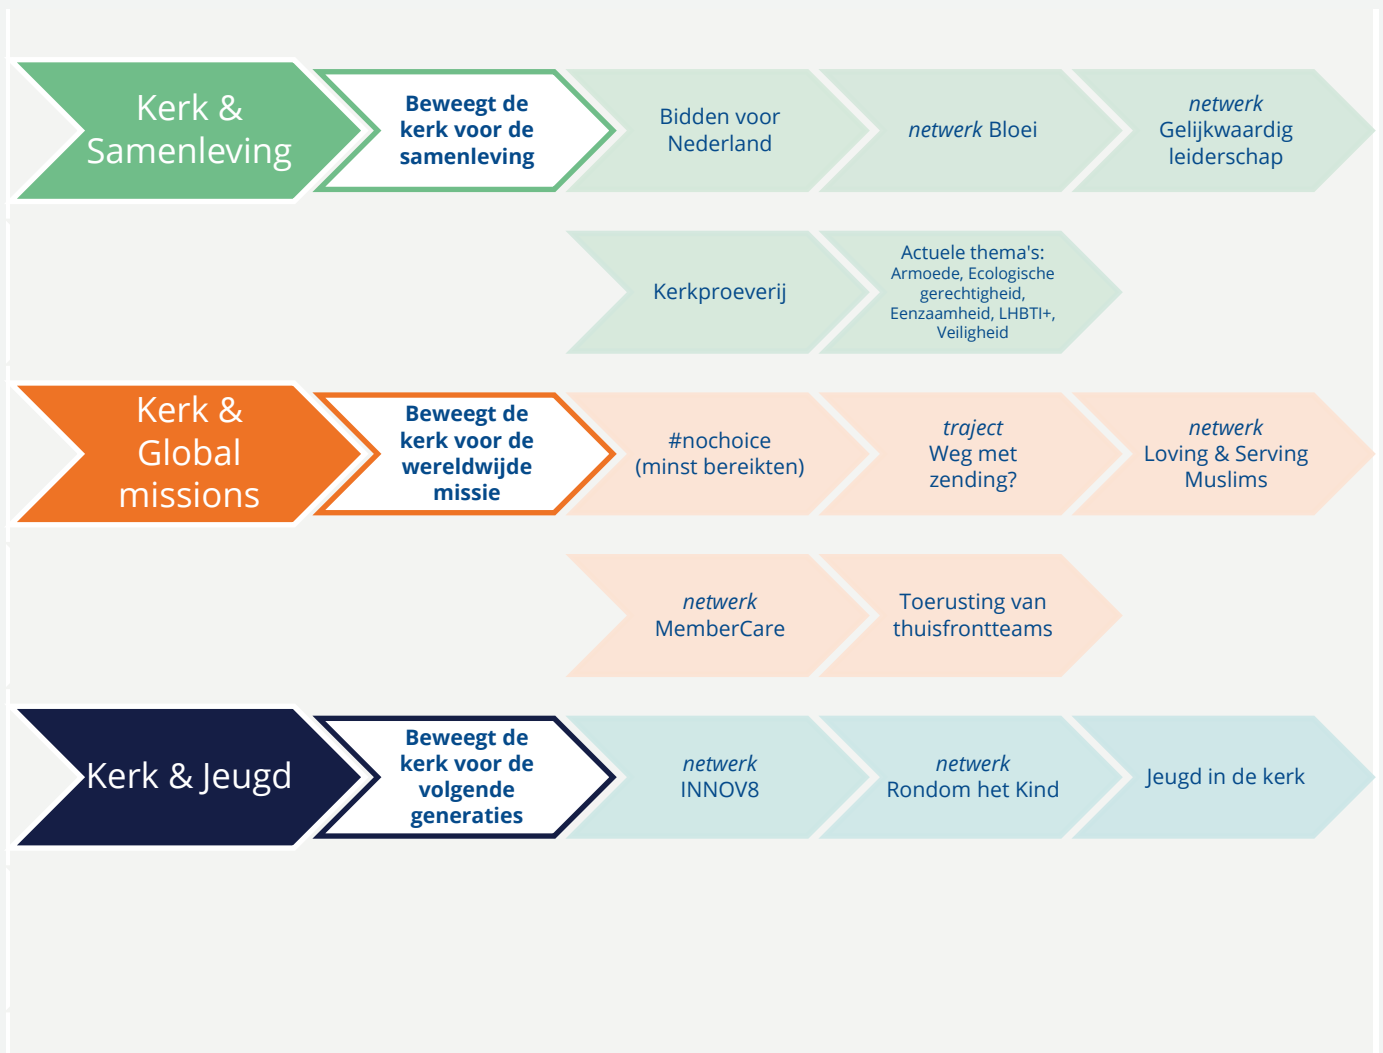 Kerk &
Samenleving
Beweegt de
kerk voor de
samenleving
Bidden voor
Nederland
netwerk Bloei
netwerk
Gelijkwaardig
leiderschap
Kerkproeverij
Actuele thema's:
Armoede, Ecologische
gerechtigheid,
Eenzaamheid, LHBTI+,
Veiligheid
Kerk &
Global
missions
Beweegt de
kerk voor de
wereldwijde
missie
#nochoice
(minst bereikten)
traject
Weg met
zending?
netwerk
Loving & Serving
Muslims
netwerk
MemberCare
Toerusting van
thuisfrontteams
Kerk & Jeugd
Beweegt de
kerk voor de
volgende
generaties
netwerk
INNOV8
netwerk
Rondom het Kind
Jeugd in de kerk